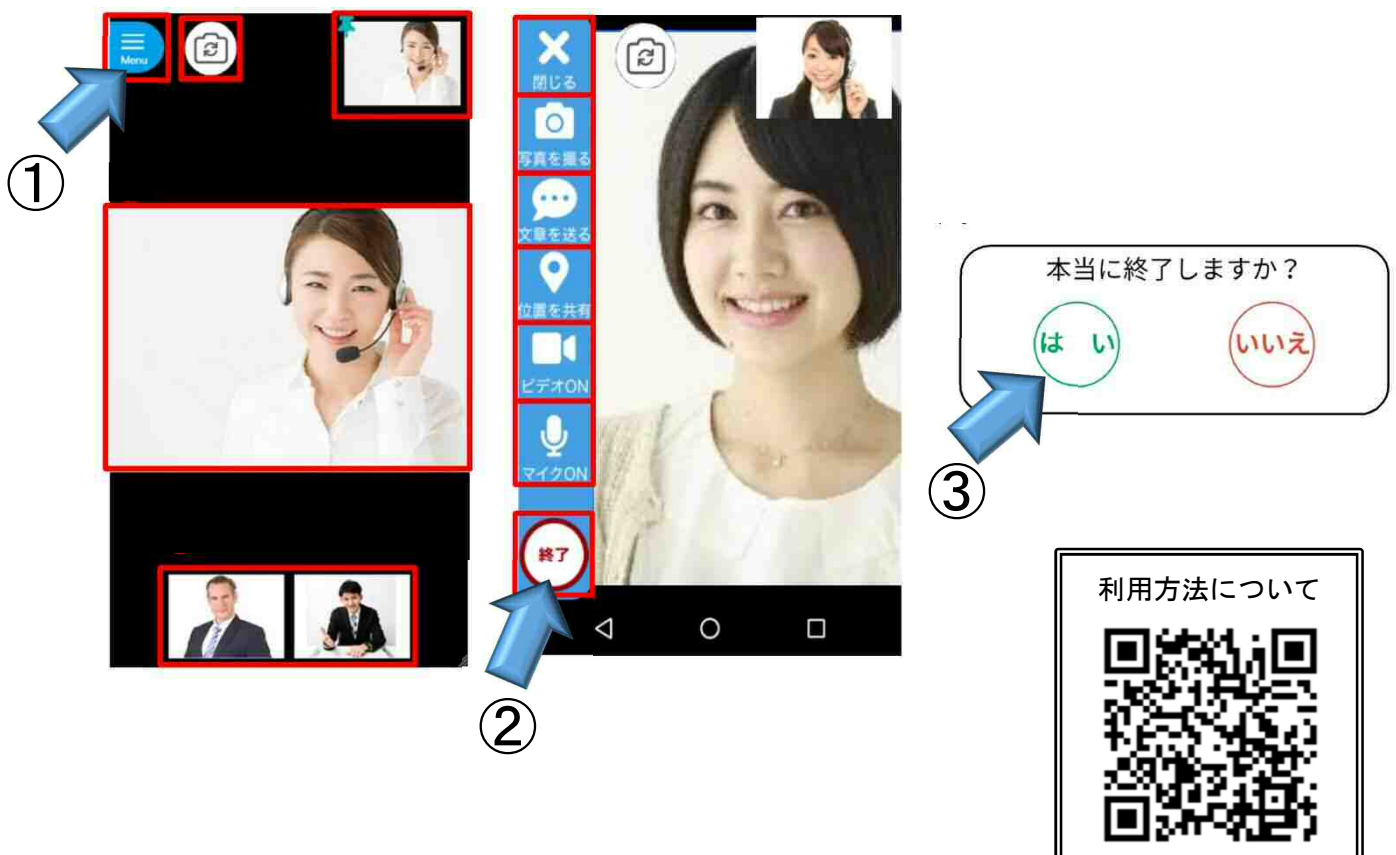 Menu
①
閉じる
写真を撮る
文章を送る
位置を共有
ビデオON
マイクON
終了
②
本当に終了しますか？
は い
いいえ
③
利用方法について